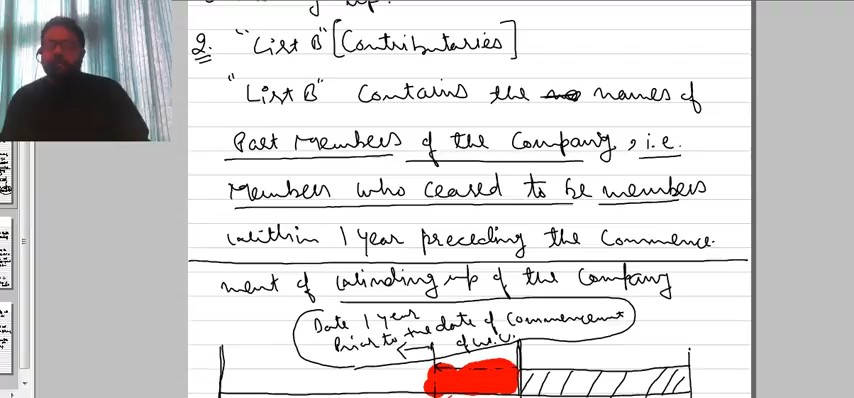 up.
2. "List B" [Contributaries]
"List B" Contains the names of
Past Members of the Company, i.e.
Members who ceased to be members
within 1 year preceding the Commence-
ment of winding up of the Company
Date 1 year
Prior to the date of Commencement
of W.U.